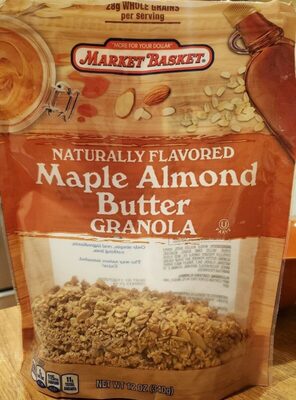 28g WHOLE GRAINS
per serving
"MORE FOR YOUR DOLLAR"
MARKET BASKET®
NATURALLY FLAVORED
Maple Almond
Butter
GRANOLA
U
NET WT 12 OZ (340g)